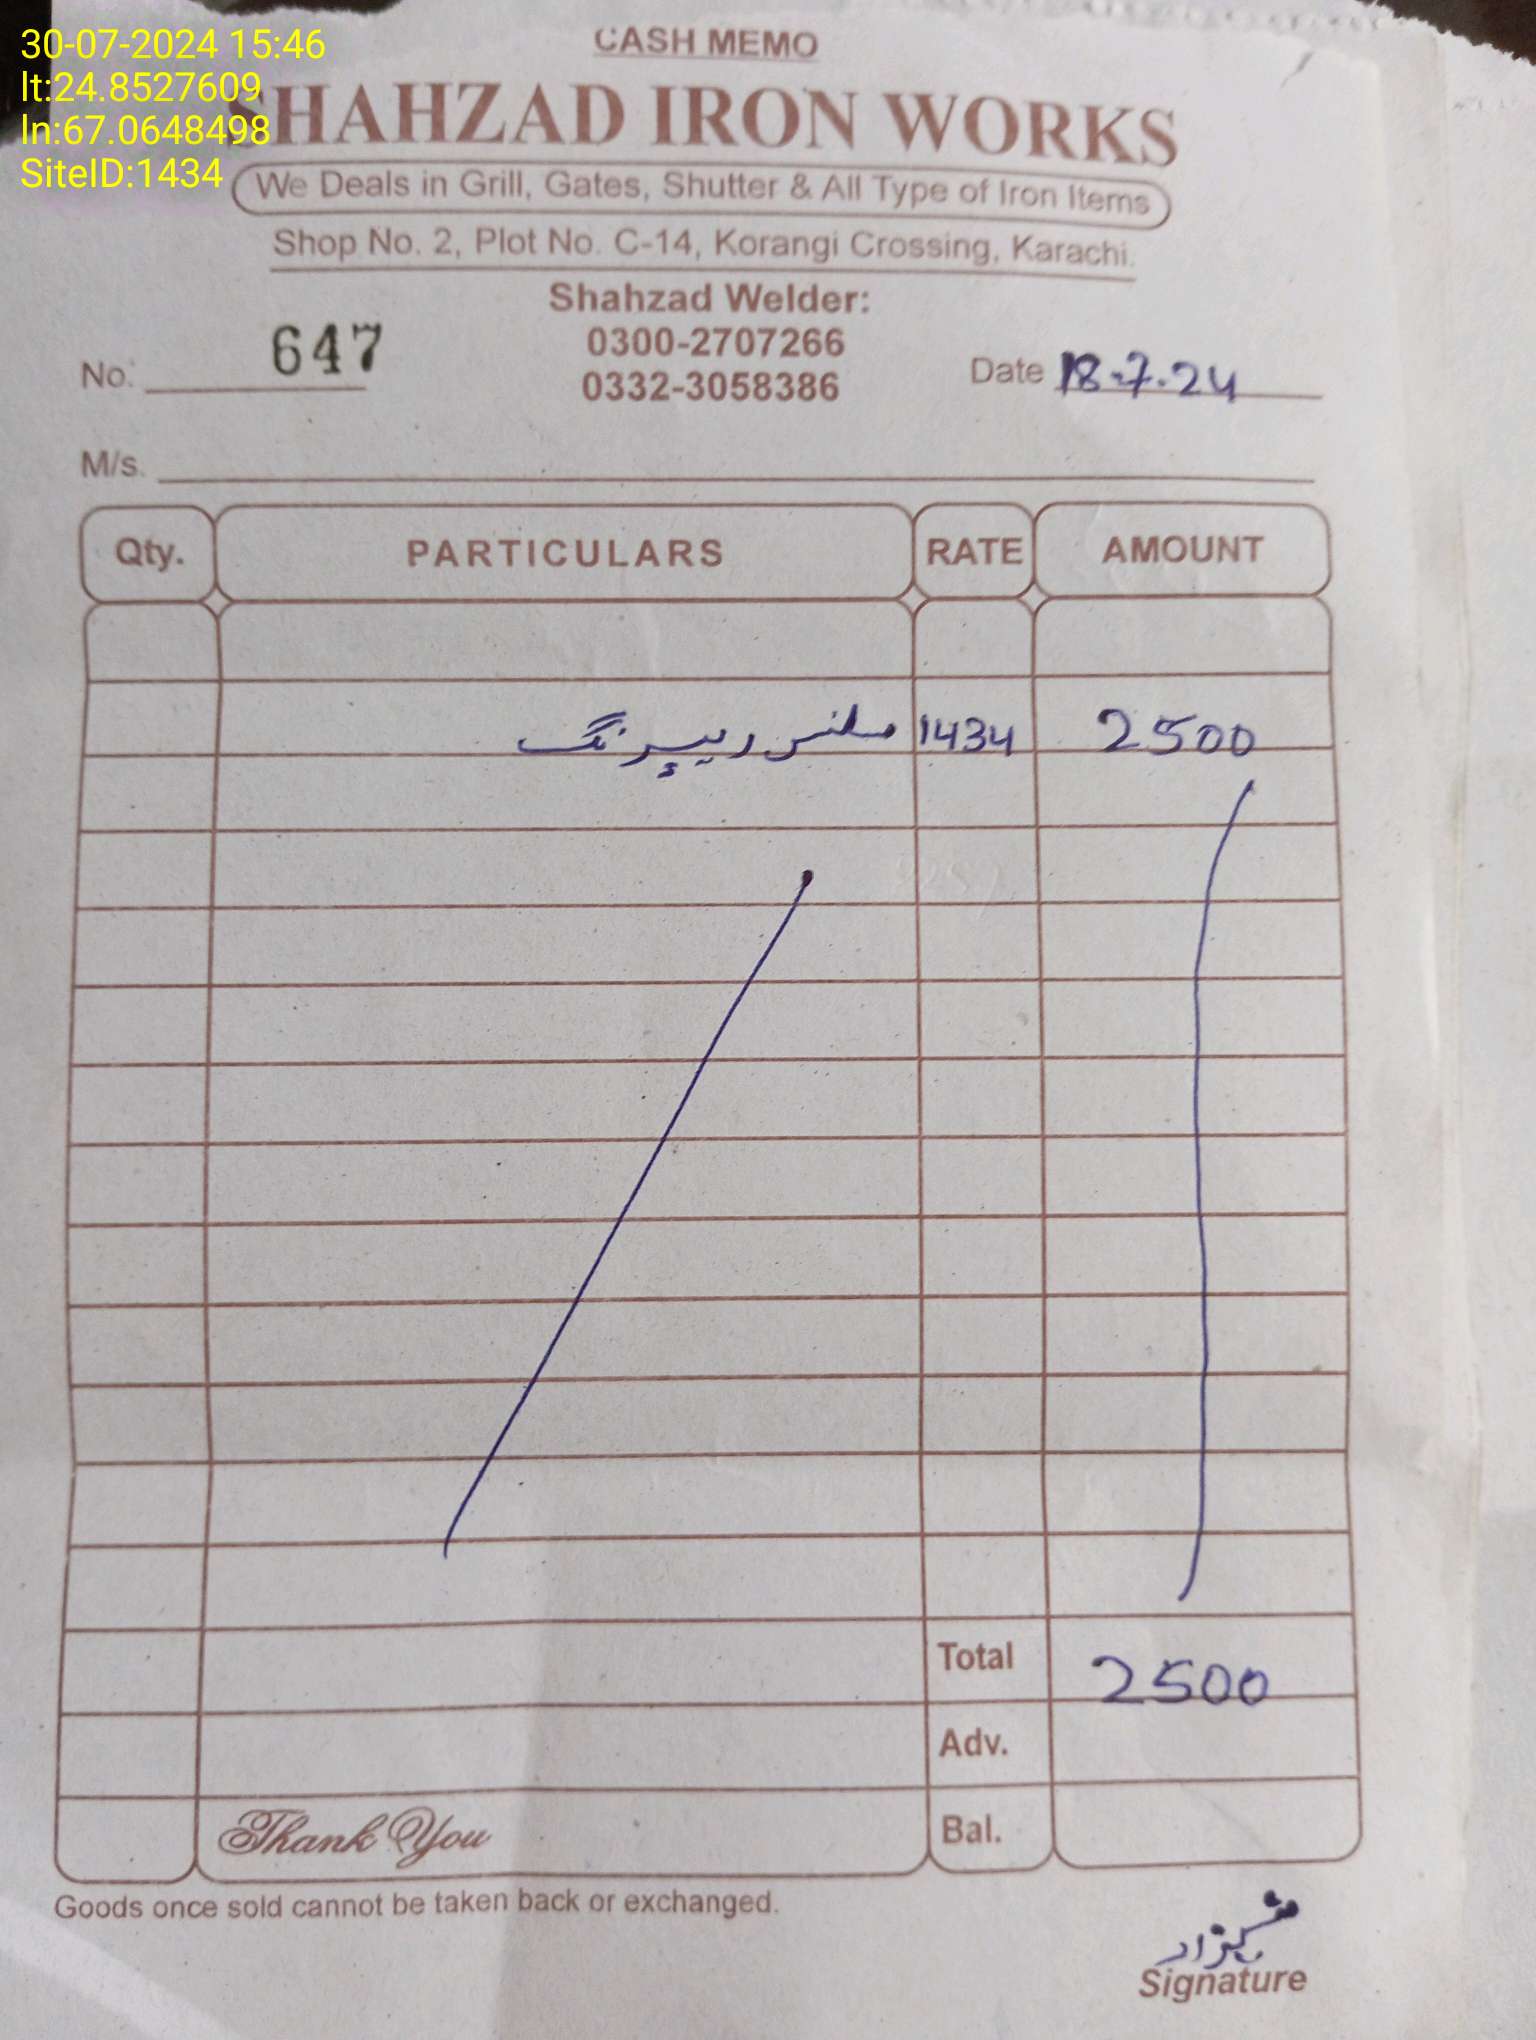 30-07-2024 15:46
lt:24.8527609
ln:67.0648498
SiteID:1434
CASH MEMO
SHAHZAD IRON WORKS
We Deals in Grill, Gates, Shutter & All Type of Iron Items
Shop No. 2, Plot No. C-14, Korangi Crossing, Karachi.
Shahzad Welder:
0300-2707266
0332-3058386
No. 647
Date 18.7.24
M/s.
Qty. PARTICULARS RATE AMOUNT
سلنسر ریپیرنگ 1434 2500
Total 2500
Adv.
Thank You Bal.
Goods once sold cannot be taken back or exchanged.
شہزاد
Signature